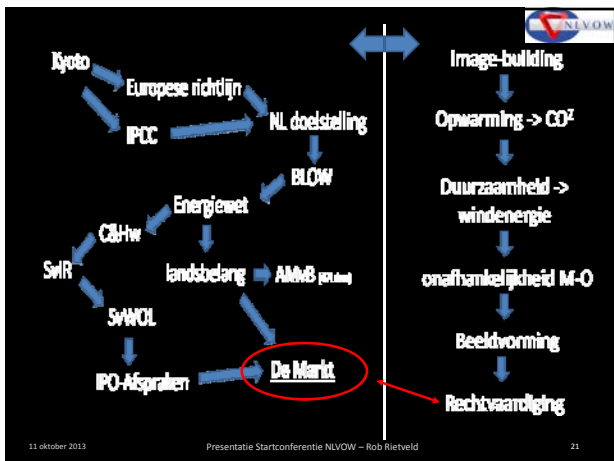 NLVOW
Kyoto
Europese richtlijn
IPCC
NL doelstelling
BLOW
Energiewet
C&Hw
SvIR
landsbelang
AMvB
SvWOL
IPO-Afspraken
De Markt
Image-building
Opwarming -> CO²
Duurzaamheid ->
windenergie
onafhankelijkheid M-O
Beeldvorming
Rechtvaardiging
11 oktober 2013
Presentatie Startconferentie NLVOW – Rob Rietveld
21